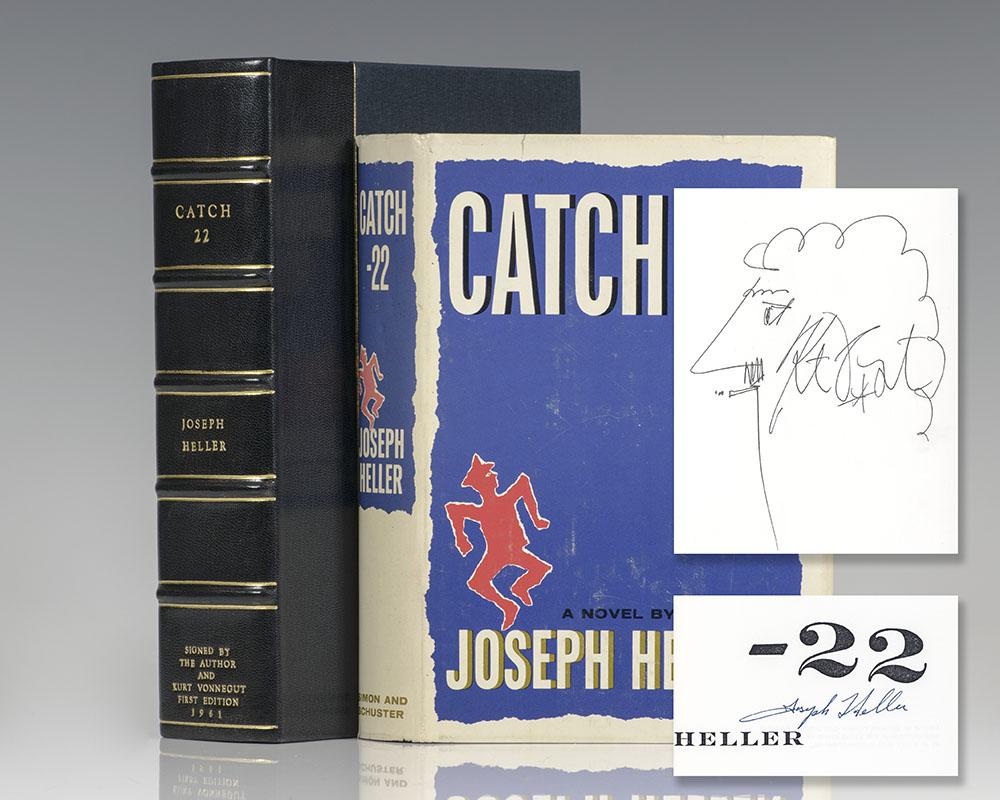 CATCH
22
JOSEPH
HELLER
SIGNED BY
THE AUTHOR
AND
KURT VONNEGUT
FIRST EDITION
1961
CATCH
-22
JOSEPH
HELLER
SIMON AND
SCHUSTER
CATCH
A NOVEL BY
JOSEPH HE
-22
Joseph Heller
HELLER